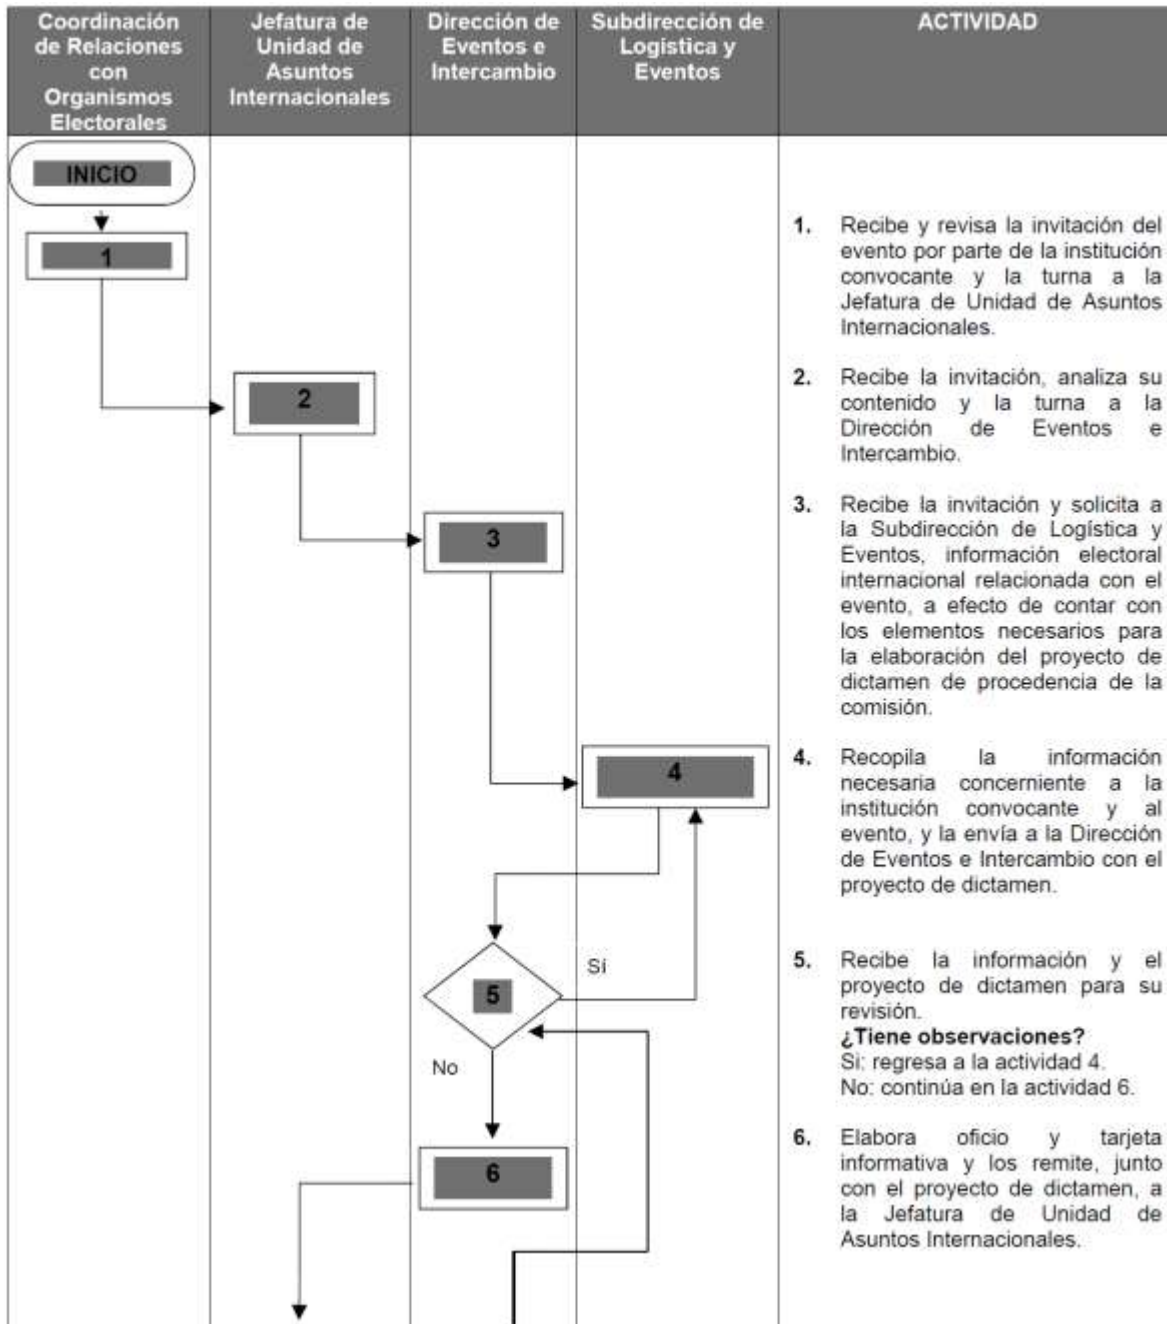 Coordinación
de Relaciones
con
Organismos
Electorales
Jefatura de
Unidad de
Asuntos
Internacionales
Dirección de
Eventos e
Intercambio
Subdirección de
Logística y
Eventos
ACTIVIDAD
INICIO
1
2
3
4
Sí
5
No
6
1. Recibe y revisa la invitación del
evento por parte de la institución
convocante y la turna a la
Jefatura de Unidad de Asuntos
Internacionales.
2. Recibe la invitación, analiza su
contenido y la turna a la
Dirección de Eventos e
Intercambio.
3. Recibe la invitación y solicita a
la Subdirección de Logística y
Eventos, información electoral
internacional relacionada con el
evento, a efecto de contar con
los elementos necesarios para
la elaboración del proyecto de
dictamen de procedencia de la
comisión.
4. Recopila la información
necesaria concerniente a la
institución convocante y al
evento, y la envía a la Dirección
de Eventos e Intercambio con el
proyecto de dictamen.
5. Recibe la información y el
proyecto de dictamen para su
revisión.
¿Tiene observaciones?
Si: regresa a la actividad 4.
No: continúa en la actividad 6.
6. Elabora oficio y tarjeta
informativa y los remite, junto
con el proyecto de dictamen, a
la Jefatura de Unidad de
Asuntos Internacionales.